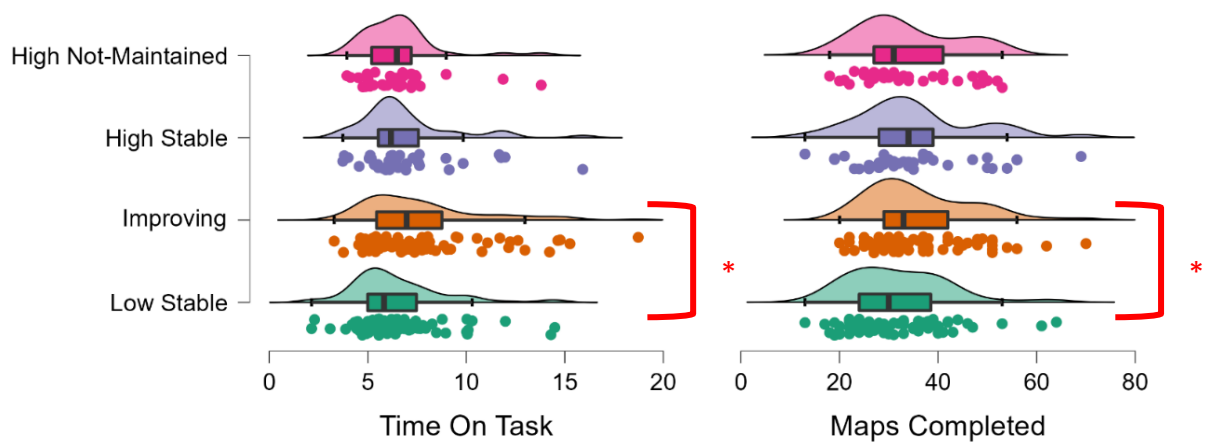 High Not-Maintained
High Stable
Improving
Low Stable
*
*
0 5 10 15 20
0 20 40 60 80
Time On Task
Maps Completed